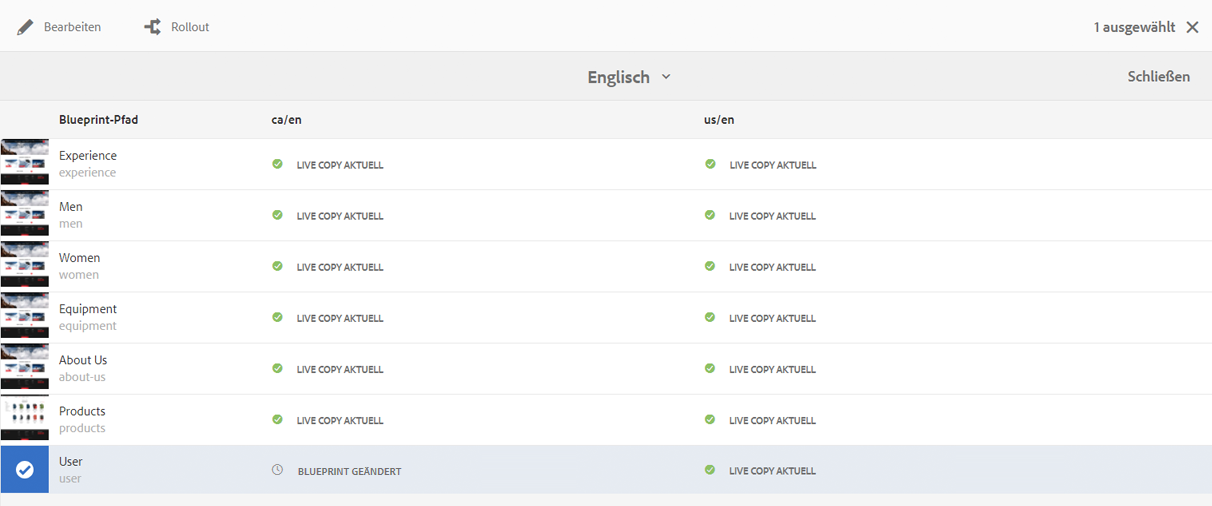 Bearbeiten Rollout 1 ausgewählt
Englisch Schließen
Blueprint-Pfad ca/en us/en
Experience
experience
LIVE COPY AKTUELL LIVE COPY AKTUELL
Men
men
LIVE COPY AKTUELL LIVE COPY AKTUELL
Women
women
LIVE COPY AKTUELL LIVE COPY AKTUELL
Equipment
equipment
LIVE COPY AKTUELL LIVE COPY AKTUELL
About Us
about-us
LIVE COPY AKTUELL LIVE COPY AKTUELL
Products
products
LIVE COPY AKTUELL LIVE COPY AKTUELL
User
user
BLUEPRINT GEÄNDERT LIVE COPY AKTUELL